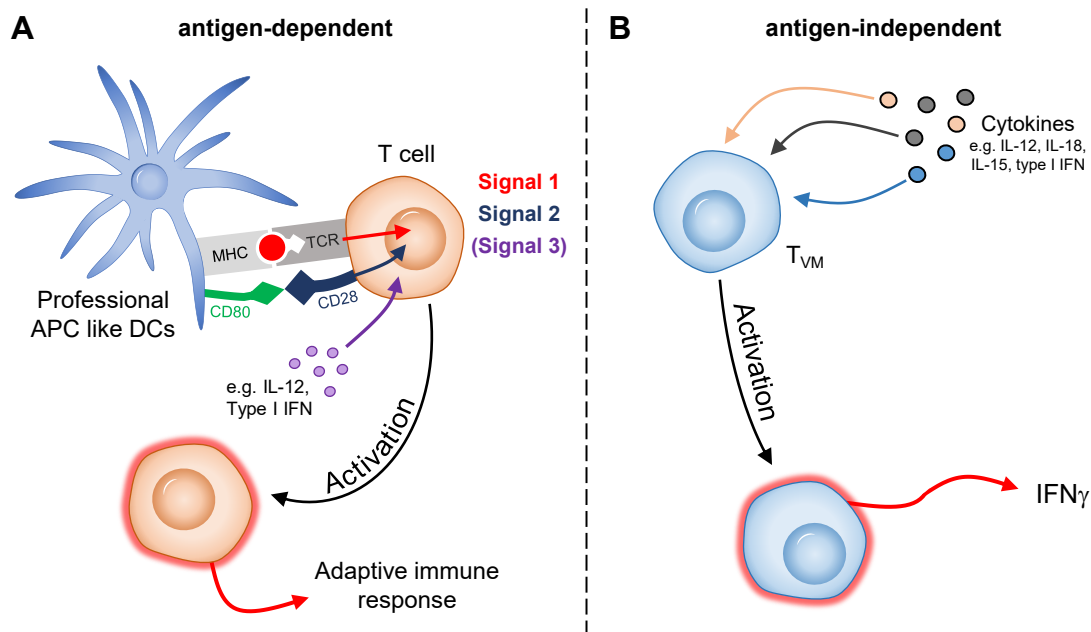 A
antigen-dependent
T cell
Signal 1
Signal 2
(Signal 3)
MHC
TCR
CD80
CD28
Professional
APC like DCs
e.g. IL-12,
Type I IFN
Activation
Adaptive immune
response
B
antigen-independent
Cytokines
e.g. IL-12, IL-18,
IL-15, type I IFN
TVM
Activation
IFNγ